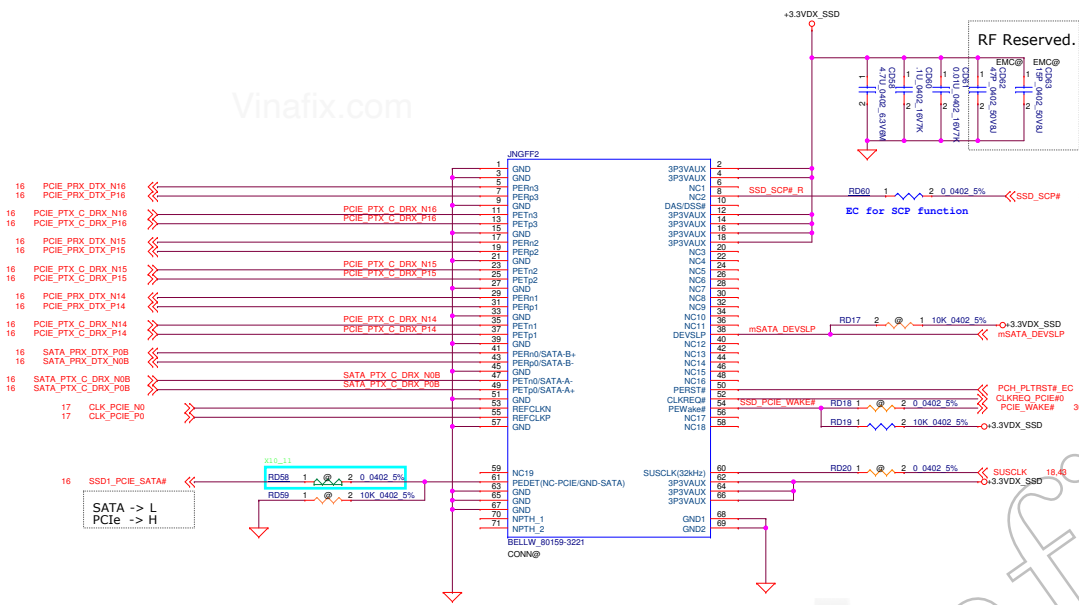 +3.3VDX_SSD
RF Reserved.
EMC@ EMC@
CD58
4.7U_0402_6.3V6M
CD60
.1U_0402_16V7K
CD61
0.01U_0402_16V7K
CD62
47P_0402_50V8J
CD63
15P_0402_50V8J
1 1 1 1 1
2 2 2 2 2
Vinafix.com
JNGFF2
1 GND 3P3VAUX 2
3 GND 3P3VAUX 4
16 PCIE_PRX_DTX_N16 5 PERn3 NC1 6
16 PCIE_PRX_DTX_P16 7 PERp3 NC2 8 SSD_SCP#_R RD60 1 2 0_0402_5% SSD_SCP#
9 GND DAS/DSS# 10
EC for SCP function
16 PCIE_PTX_C_DRX_N16 PCIE_PTX_C_DRX_N16 11 PETn3 3P3VAUX 12
16 PCIE_PTX_C_DRX_P16 PCIE_PTX_C_DRX_P16 13 PETp3 3P3VAUX 14
15 GND 3P3VAUX 16
16 PCIE_PRX_DTX_N15 17 PERn2 3P3VAUX 18
16 PCIE_PRX_DTX_P15 19 PERp2 NC3 20
21 GND NC4 22
16 PCIE_PTX_C_DRX_N15 PCIE_PTX_C_DRX_N15 23 PETn2 NC5 24
16 PCIE_PTX_C_DRX_P15 PCIE_PTX_C_DRX_P15 25 PETp2 NC6 26
27 GND NC7 28
16 PCIE_PRX_DTX_N14 29 PERn1 NC8 30
16 PCIE_PRX_DTX_P14 31 PERp1 NC9 32
33 GND NC10 34
16 PCIE_PTX_C_DRX_N14 PCIE_PTX_C_DRX_N14 35 PETn1 NC11 36 RD17 2 @ 1 10K_0402_5% +3.3VDX_SSD
16 PCIE_PTX_C_DRX_P14 PCIE_PTX_C_DRX_P14 37 PETp1 DEVSLP 38 mSATA_DEVSLP mSATA_DEVSLP
39 GND NC12 40
16 SATA_PRX_DTX_P0B 41 PERn0/SATA-B+ NC13 42
16 SATA_PRX_DTX_N0B 43 PERp0/SATA-B- NC14 44
45 GND NC15 46
16 SATA_PTX_C_DRX_N0B SATA_PTX_C_DRX_N0B 47 PETn0/SATA-A- NC16 48
16 SATA_PTX_C_DRX_P0B SATA_PTX_C_DRX_P0B 49 PETp0/SATA-A+ PERST# 50 PCH_PLTRST#_EC
51 GND CLKREQ# 52 CLKREQ_PCIE#0
17 CLK_PCIE_N0 53 REFCLKN PEWake# 54 SSD_PCIE_WAKE# RD18 1 @ 2 0_0402_5% PCIE_WAKE# 3
17 CLK_PCIE_P0 55 REFCLKP NC17 56
57 GND NC18 58 RD19 1 2 10K_0402_5% +3.3VDX_SSD
X10_11
59 NC19 SUSCLK(32kHz) 60 RD20 1 @ 2 0_0402_5% SUSCLK 18,43
16 SSD1_PCIE_SATA# RD58 1 @ 2 0_0402_5% 61 PEDET(NC-PCIE/GND-SATA) 3P3VAUX 62 +3.3VDX_SSD
63 GND 3P3VAUX 64
RD59 1 @ 2 10K_0402_5% 65 GND 3P3VAUX 66
67 GND
SATA -> L
PCIe -> H
70 NPTH_1 GND1 68
71 NPTH_2 GND2 69
BELLW_80159-3221
CONN@